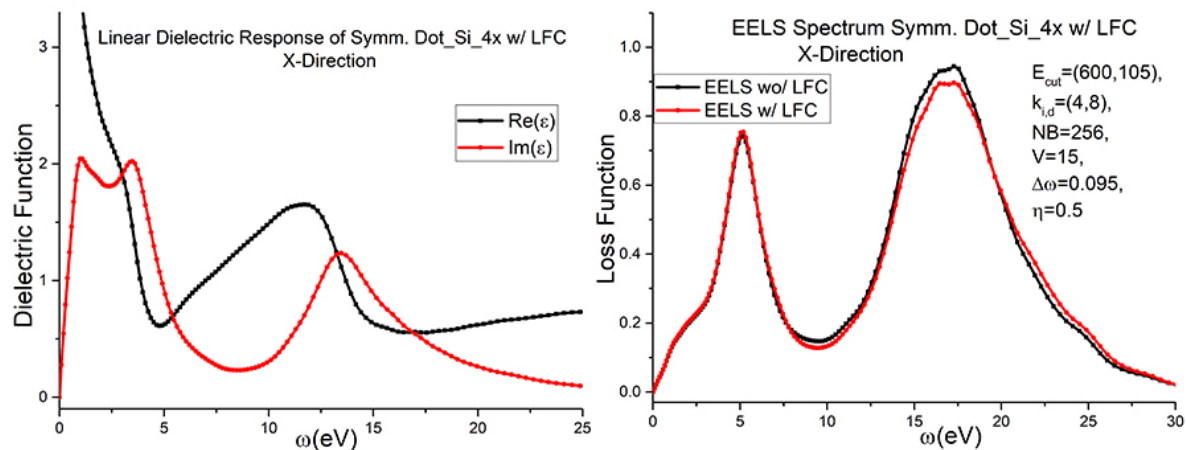 Linear Dielectric Response of Symm. Dot_Si_4x w/ LFC
X-Direction
Re(ε)
Im(ε)
Dielectric Function
3
2
1
0
0
5
10
15
20
25
ω(eV)
EELS Spectrum Symm. Dot_Si_4x w/ LFC
X-Direction
EELS wo/ LFC
EELS w/ LFC
E_cut=(600,105),
k_i,d=(4,8),
NB=256,
V=15,
Δω=0.095,
η=0.5
Loss Function
1.0
0.8
0.6
0.4
0.2
0.0
0
5
10
15
20
25
30
ω(eV)